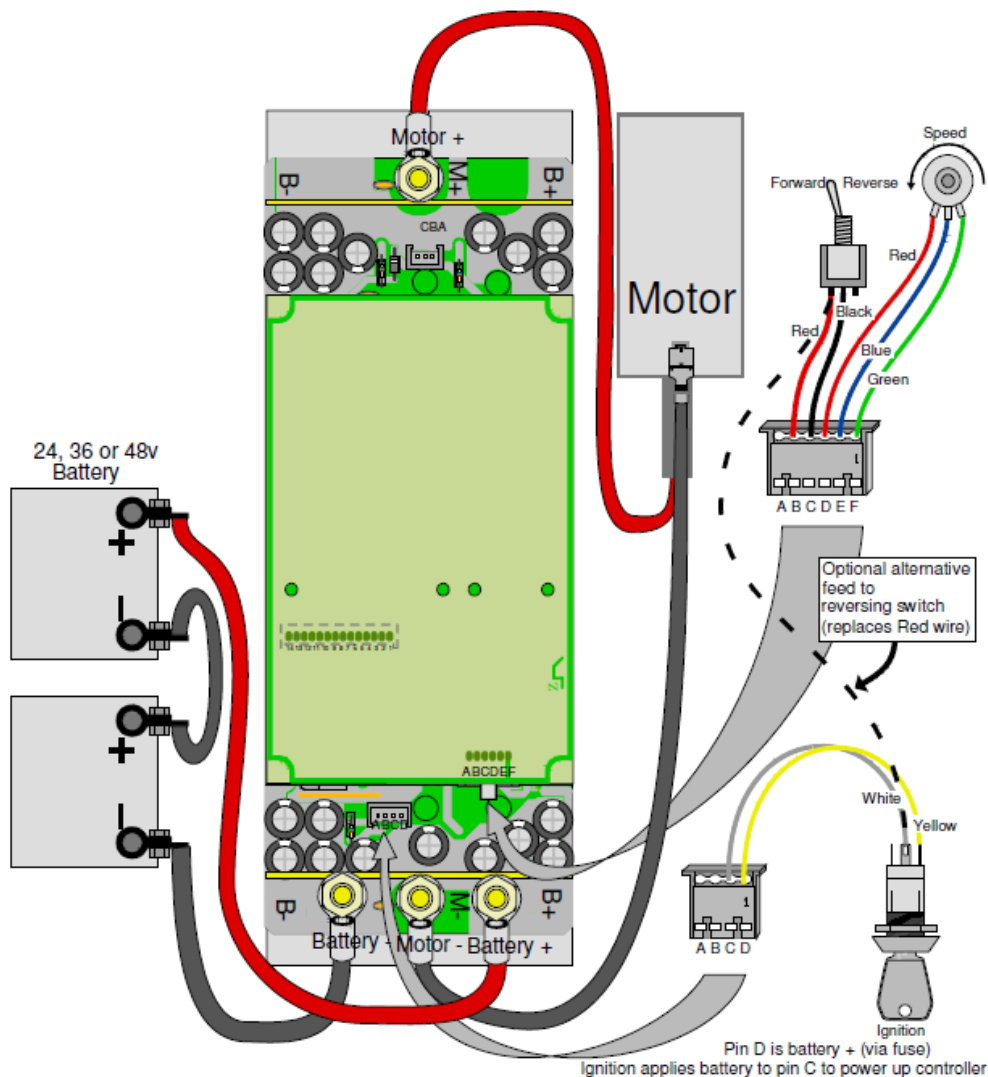 Motor +
B-
M+
B+
CBA
Motor
Speed
Forward
Reverse
Red
Black
Red
Blue
Green
1
A B C D E F
24, 36 or 48v
Battery
+
–
+
–
Optional alternative
feed to
reversing switch
(replaces Red wire)
ABCDEF
ABCD
White
Yellow
1
A B C D
B-
M-
B+
Battery -
Motor -
Battery +
Ignition
Pin D is battery + (via fuse)
Ignition applies battery to pin C to power up controller